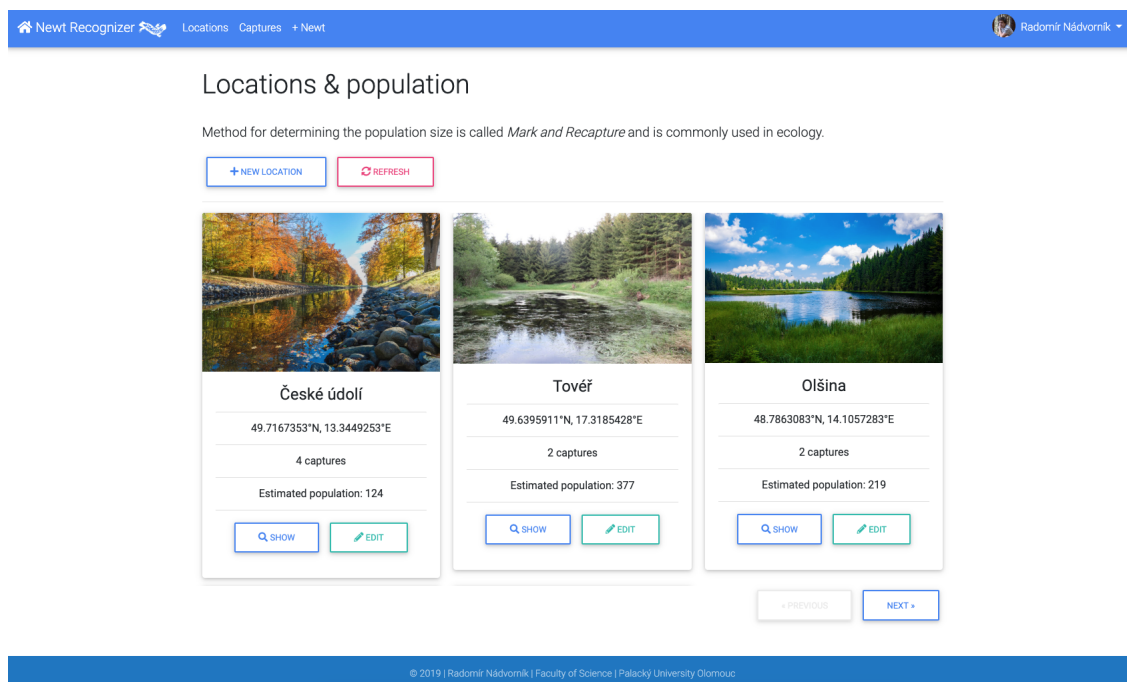 Newt Recognizer Locations Captures + Newt Radomír Nádvorník
Locations & population
Method for determining the population size is called Mark and Recapture and is commonly used in ecology.
+ NEW LOCATION REFRESH
České údolí
49.7167353°N, 13.3449253°E
4 captures
Estimated population: 124
SHOW EDIT
Tovéř
49.6395911°N, 17.3185428°E
2 captures
Estimated population: 377
SHOW EDIT
Olšina
48.7863083°N, 14.1057283°E
2 captures
Estimated population: 219
SHOW EDIT
« PREVIOUS NEXT »
© 2019 | Radomír Nádvorník | Faculty of Science | Palacký University Olomouc